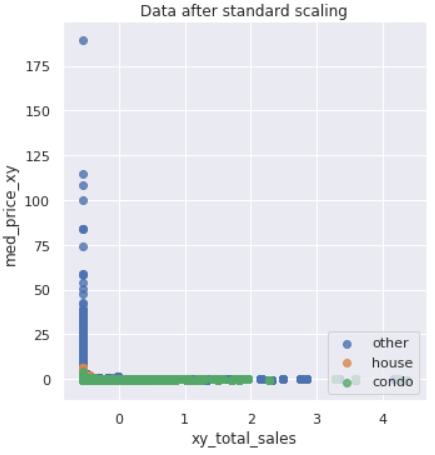 Data after standard scaling
med_price_xy
175
150
125
100
75
50
25
0
0 1 2 3 4
xy_total_sales
other
house
condo